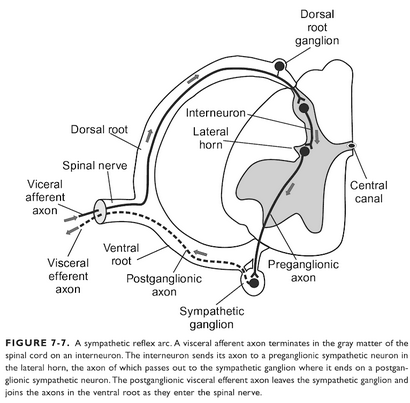 Dorsal
root
ganglion
Interneuron
Lateral
horn
Dorsal root
Spinal nerve
Viceral
afferent
axon
Central
canal
Visceral
efferent
axon
Ventral
root
Postganglionic
axon
Preganglionic
axon
Sympathetic
ganglion
FIGURE 7-7. A sympathetic reflex arc. A visceral afferent axon terminates in the gray matter of the
spinal cord on an interneuron. The interneuron sends its axon to a preganglionic sympathetic neuron in
the lateral horn, the axon of which passes out to the sympathetic ganglion where it ends on a postgan-
glionic sympathetic neuron. The postganglionic visceral efferent axon leaves the sympathetic ganglion and
joins the axons in the ventral root as they enter the spinal nerve.